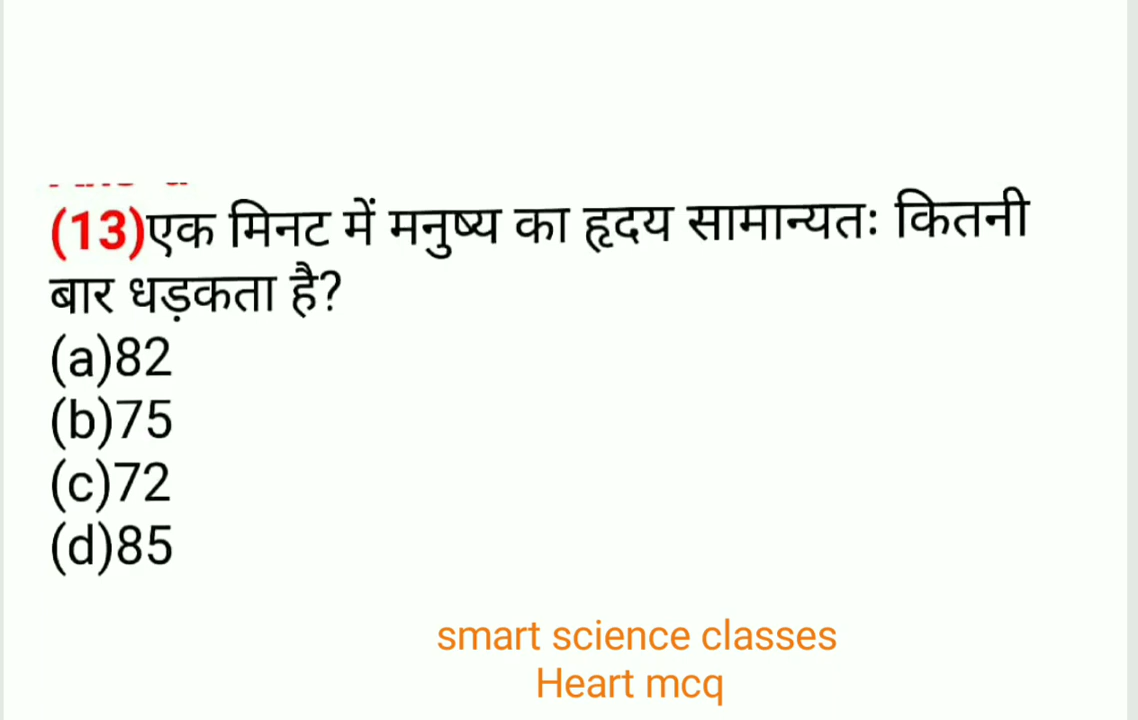 (13)एक मिनट में मनुष्य का हृदय सामान्यतः कितनी
बार धड़कता है?
(a)82
(b)75
(c)72
(d)85
smart science classes
Heart mcq